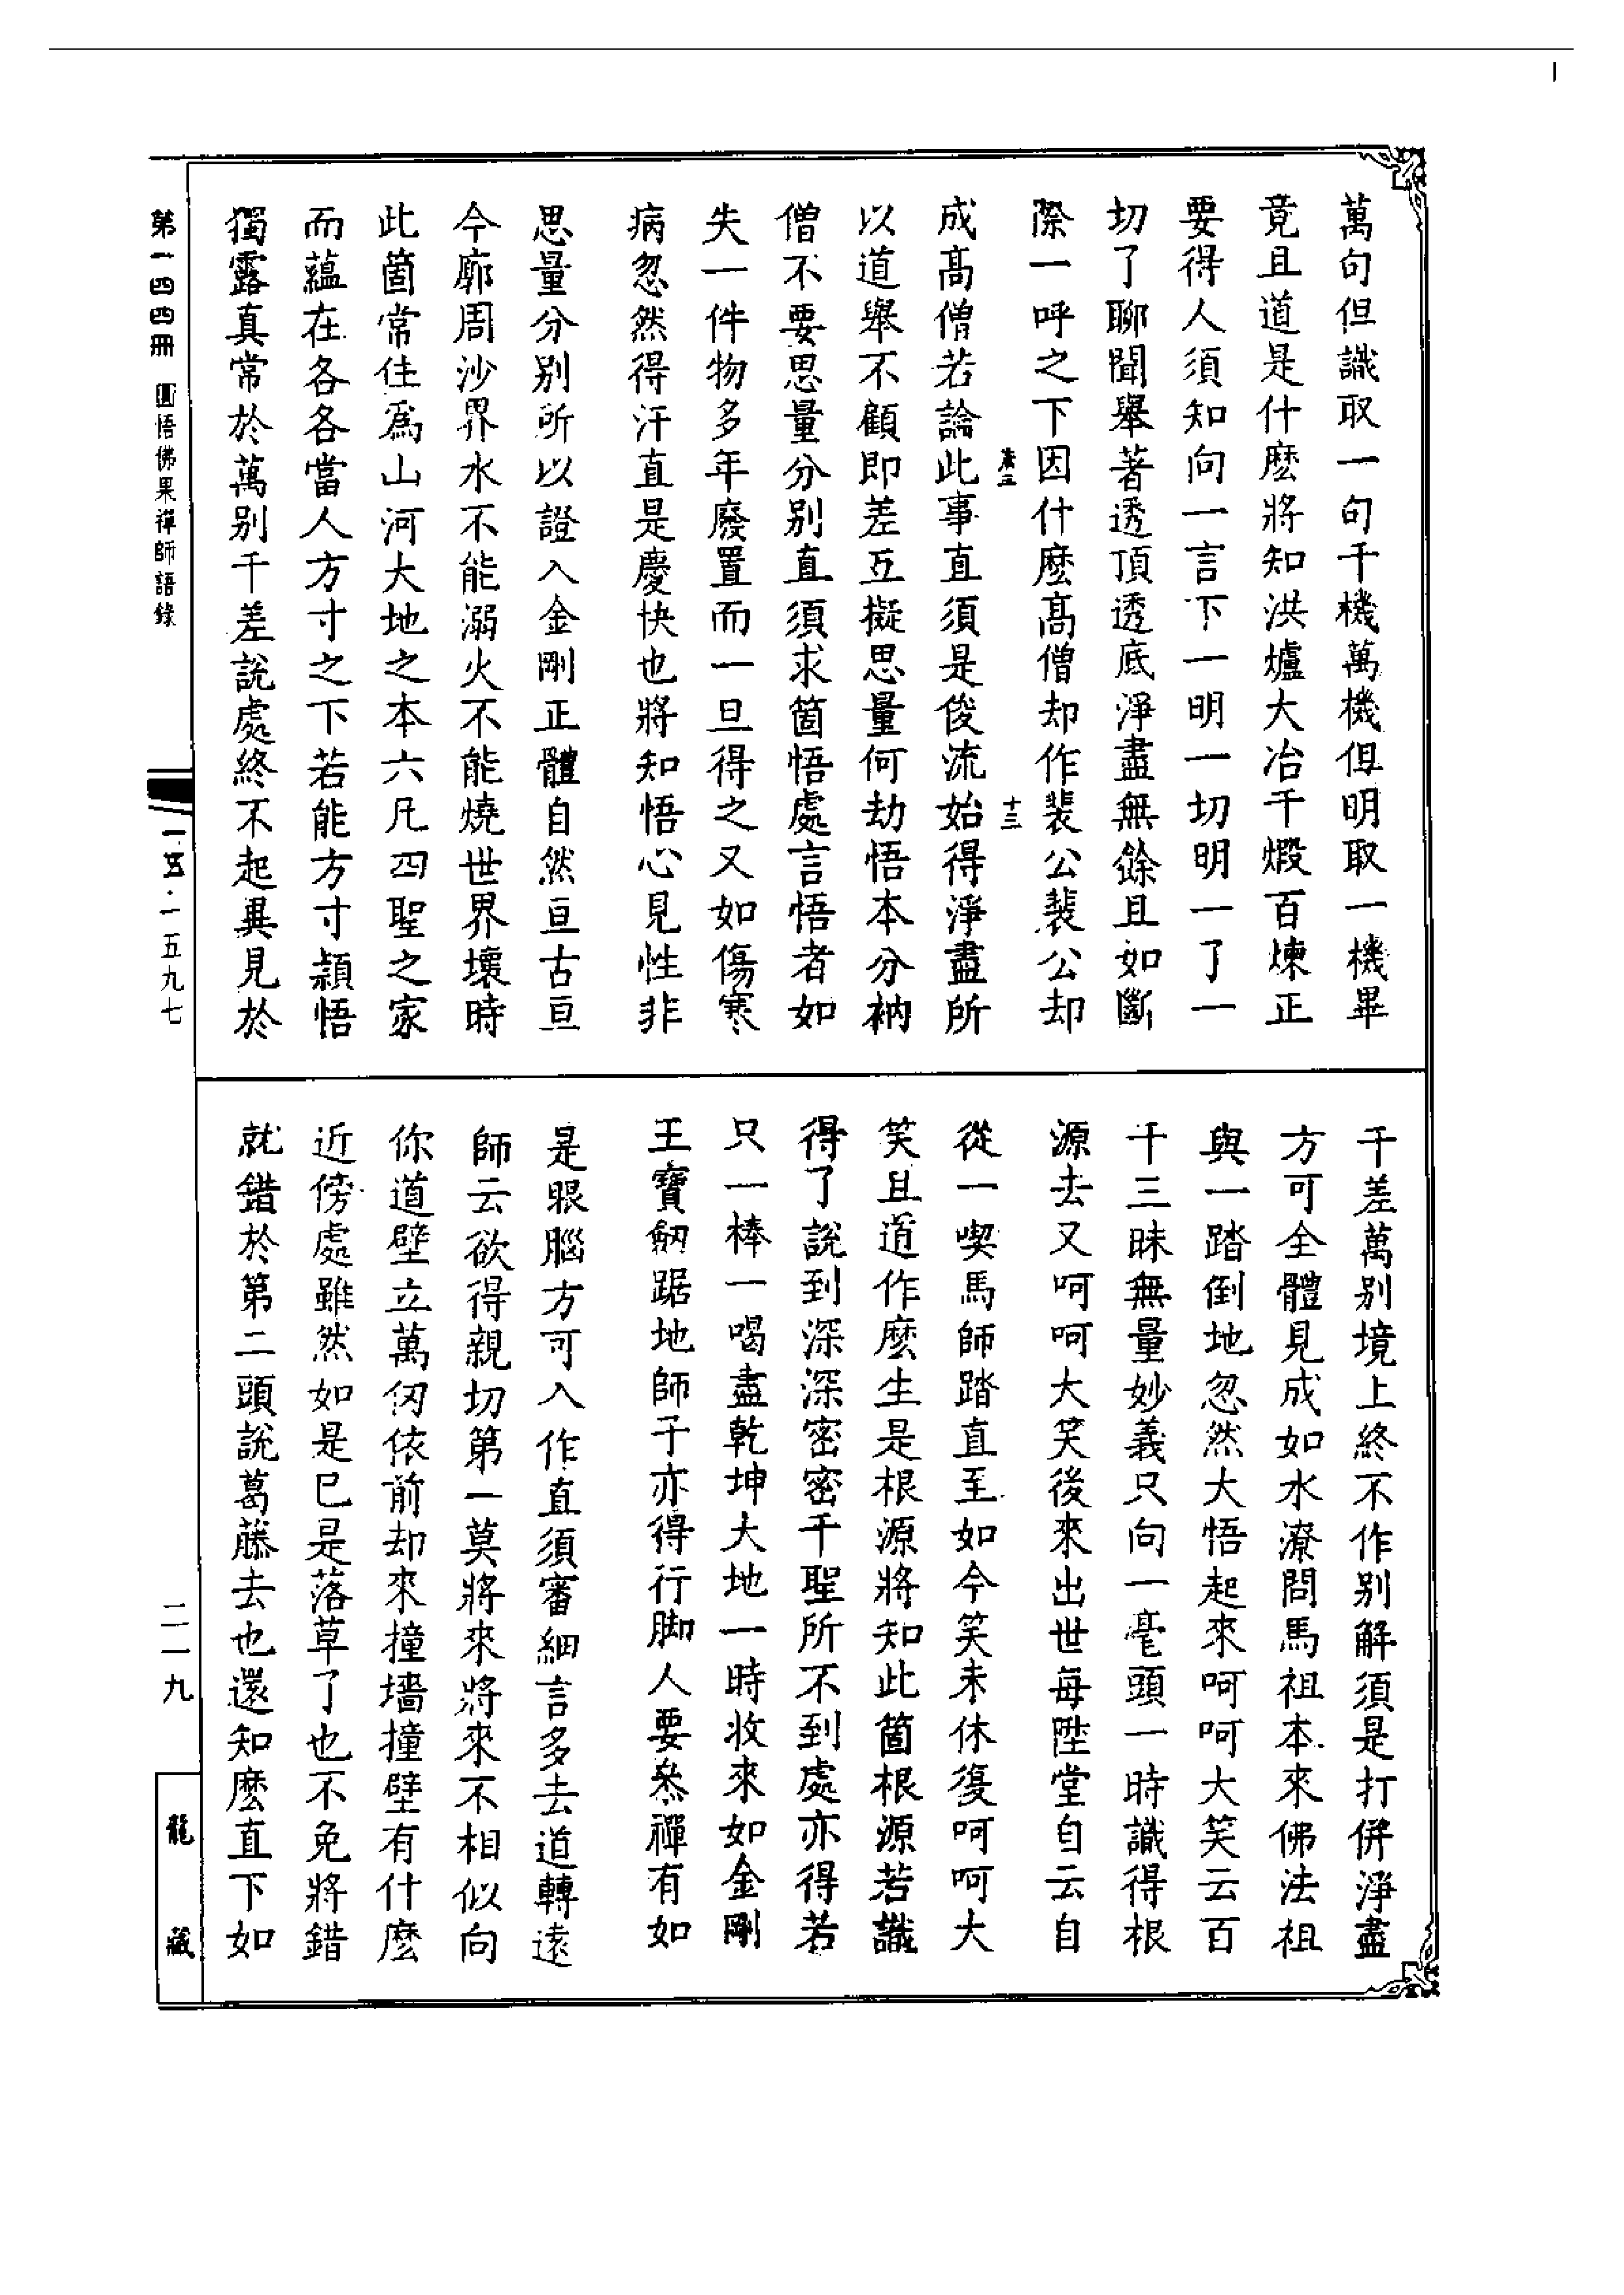 萬句但識取一句千機萬機但明取一機畢
竟且道是什麽將知洪爐大冶千煅百煉正
要得人須知向一言下一明一切明一了一
切了聊聞舉著透頂透底淨盡無餘且如斷
際一呼之下因什麽高僧却作裴公裴公却
十三
成高僧若論此事直須是俊流始得淨盡所
以道舉不顧即差互擬思量何劫悟本分衲
僧不要思量分别直須求箇悟處言悟者如
失一件物多年廢置而一旦得之又如傷寒
病忽然得汗直是慶快也將知悟心見性非
思量分别所以證入金剛正體自然亘古亘
今廓周沙界水不能溺火不能燒世界壞時
此箇常住爲山河大地之本六凡四聖之家
而蘊在各各當人方寸之下若能方寸頴悟
獨露真常於萬别千差說處終不起異見於
千差萬别境上終不作别解須是打併淨盡
方可全體見成如水潦問馬祖本來佛法祖
與一踏倒地忽然大悟起來呵呵大笑云百
千三昧無量妙義只向一毫頭一時識得根
源去又呵呵大笑後來出世每陞堂自云自
從一喫馬師踏直至如今笑未休復呵呵大
笑且道作麽生是根源將知此箇根源若識
得了說到深深密密千聖所不到處亦得若
只一棒一喝盡乾坤大地一時收來如金剛
王寶劒踞地師子亦得行脚人要叅禪有如
是眼腦方可入作直須審細言多去道轉遠
師云欲得親切第一莫將來將來不相似向
你道壁立萬仞依前却來撞墻撞壁有什麽
近傍處雖然如是已是落草了也不免將錯
就錯於第二頭說葛藤去也還知麽直下如
第一四四冊 圓悟佛果禪師語錄
一五·一五九七
二一九
龍藏